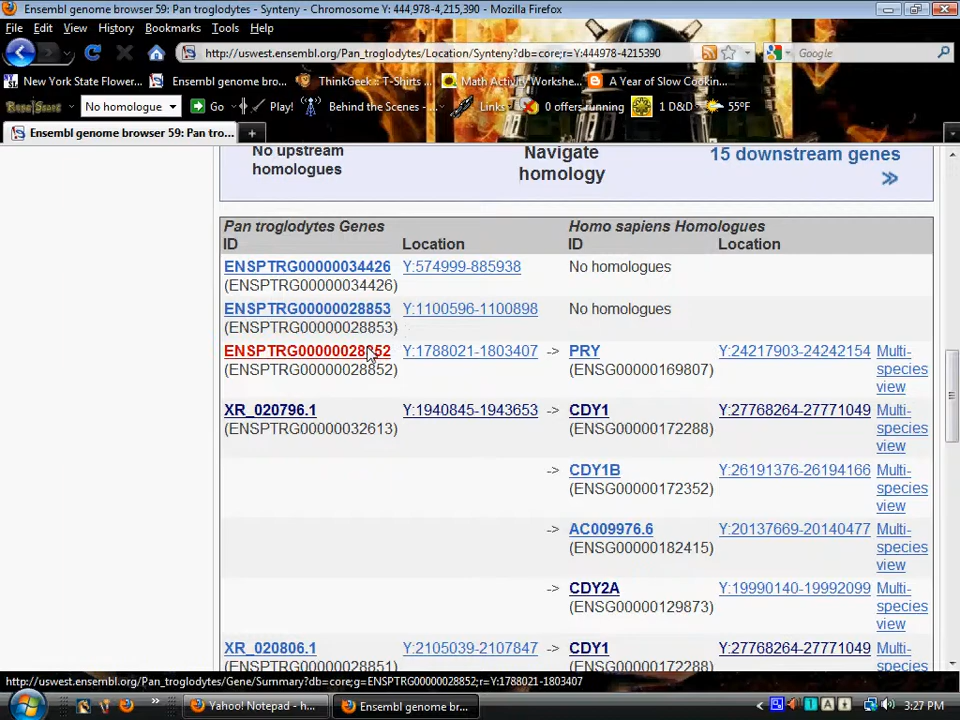 Ensembl genome browser 59: Pan troglodytes - Synteny - Chromosome Y: 444,978-4,215,390 - Mozilla Firefox
File Edit View History Bookmarks Tools Help
http://uswest.ensembl.org/Pan_troglodytes/Location/Synteny?db=core;r=Y:444978-4215390
Google
New York State Flower... Ensembl genome bro... ThinkGeek :: T-Shirts ... Math Activity Workshe... A Year of Slow Cookin...
No homologue Go Play! Behind the Scenes - ... Links 0 offers running 1 D&D 55°F
Ensembl genome browser 59: Pan tro...
No upstream homologues
Navigate homology
15 downstream genes
»
Pan troglodytes Genes Homo sapiens Homologues
ID Location ID Location
ENSPTRG00000034426 Y:574999-885938 No homologues
(ENSPTRG00000034426)
ENSPTRG00000028853 Y:1100596-1100898 No homologues
(ENSPTRG00000028853)
ENSPTRG00000028852 Y:1788021-1803407 -> PRY Y:24217903-24242154 Multi-
(ENSPTRG00000028852) (ENSG00000169807) species
view
XR_020796.1 Y:1940845-1943653 -> CDY1 Y:27768264-27771049 Multi-
(ENSPTRG00000032613) (ENSG00000172288) species
view
-> CDY1B Y:26191376-26194166 Multi-
(ENSG00000172352) species
view
-> AC009976.6 Y:20137669-20140477 Multi-
(ENSG00000182415) species
view
-> CDY2A Y:19990140-19992099 Multi-
(ENSG00000129873) species
view
XR_020806.1 Y:2105039-2107847 -> CDY1 Y:27768264-27771049 Multi-
(ENSPTRG00000028851) (ENSG00000172288) species
http://uswest.ensembl.org/Pan_troglodytes/Gene/Summary?db=core;g=ENSPTRG00000028852;r=Y:1788021-1803407
Yahoo! Notepad - h... Ensembl genome br... 3:27 PM